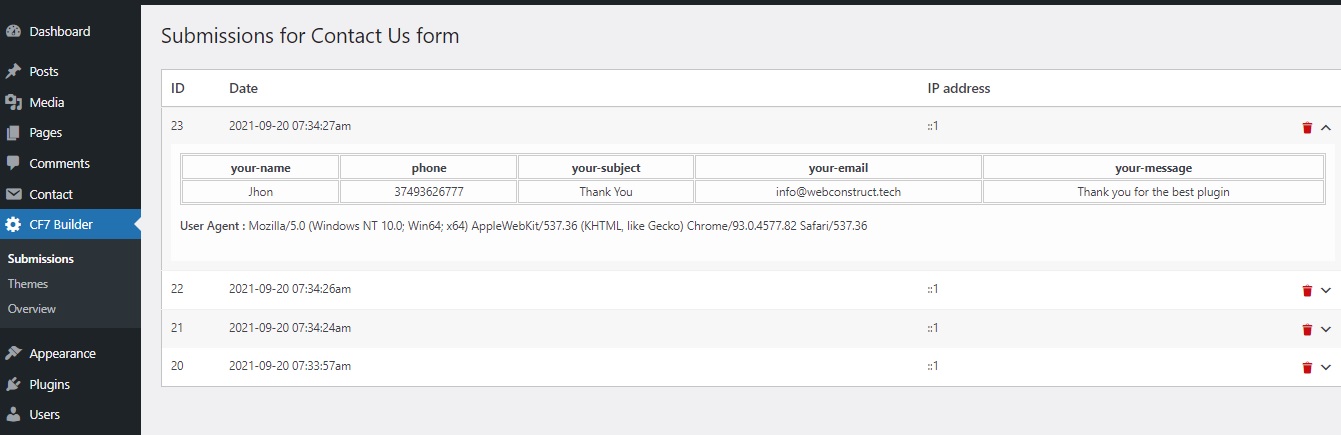 Dashboard
Posts
Media
Pages
Comments
Contact
CF7 Builder
Submissions
Themes
Overview
Appearance
Plugins
Users
Submissions for Contact Us form
ID Date IP address
23 2021-09-20 07:34:27am ::1
your-name phone your-subject your-email your-message
Jhon 37493626777 Thank You info@webconstruct.tech Thank you for the best plugin
User Agent : Mozilla/5.0 (Windows NT 10.0; Win64; x64) AppleWebKit/537.36 (KHTML, like Gecko) Chrome/93.0.4577.82 Safari/537.36
22 2021-09-20 07:34:26am ::1
21 2021-09-20 07:34:24am ::1
20 2021-09-20 07:33:57am ::1